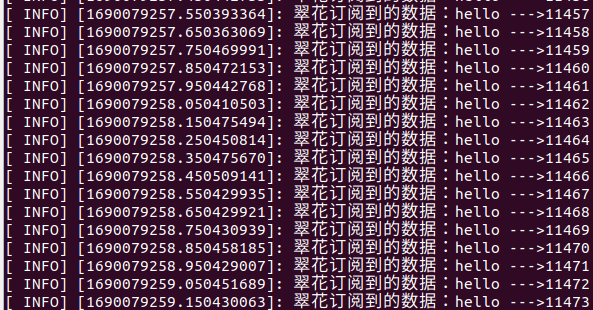 [ INFO] [1690079257.550393364]: 翠花订阅到的数据：hello --->11457
[ INFO] [1690079257.650363069]: 翠花订阅到的数据：hello --->11458
[ INFO] [1690079257.750469991]: 翠花订阅到的数据：hello --->11459
[ INFO] [1690079257.850472153]: 翠花订阅到的数据：hello --->11460
[ INFO] [1690079257.950442768]: 翠花订阅到的数据：hello --->11461
[ INFO] [1690079258.050410503]: 翠花订阅到的数据：hello --->11462
[ INFO] [1690079258.150475494]: 翠花订阅到的数据：hello --->11463
[ INFO] [1690079258.250450814]: 翠花订阅到的数据：hello --->11464
[ INFO] [1690079258.350475670]: 翠花订阅到的数据：hello --->11465
[ INFO] [1690079258.450509141]: 翠花订阅到的数据：hello --->11466
[ INFO] [1690079258.550429935]: 翠花订阅到的数据：hello --->11467
[ INFO] [1690079258.650429921]: 翠花订阅到的数据：hello --->11468
[ INFO] [1690079258.750430939]: 翠花订阅到的数据：hello --->11469
[ INFO] [1690079258.850458185]: 翠花订阅到的数据：hello --->11470
[ INFO] [1690079258.950429007]: 翠花订阅到的数据：hello --->11471
[ INFO] [1690079259.050451689]: 翠花订阅到的数据：hello --->11472
[ INFO] [1690079259.150430063]: 翠花订阅到的数据：hello --->11473